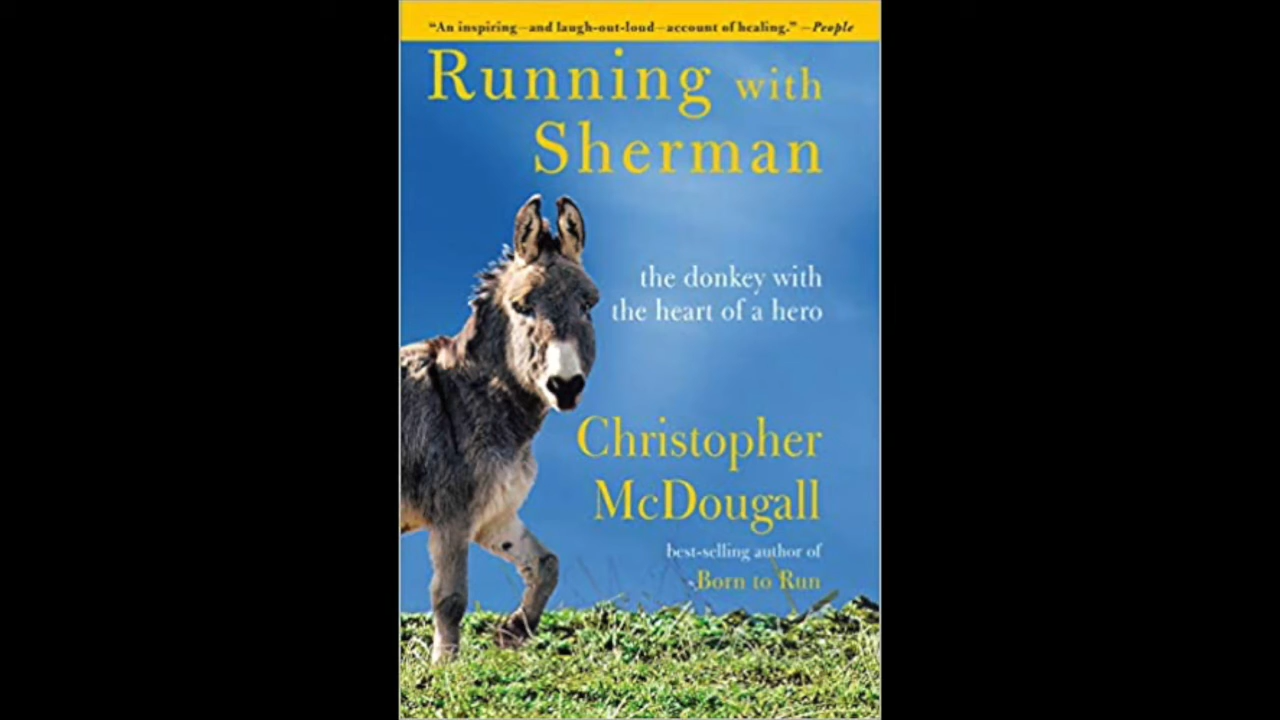 “An inspiring—and laugh-out-loud—account of healing.” —People
Running with
Sherman
the donkey with
the heart of a hero
Christopher
McDougall
best-selling author of
Born to Run